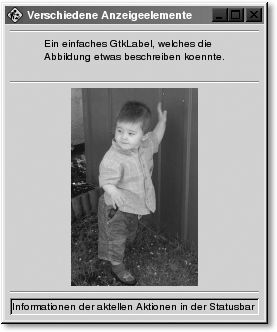 Verschiedene Anzeigeelemente
Ein einfaches GtkLabel, welches die
Abbildung etwas beschreiben koennte.
Informationen der aktellen Aktionen in der Statusbar